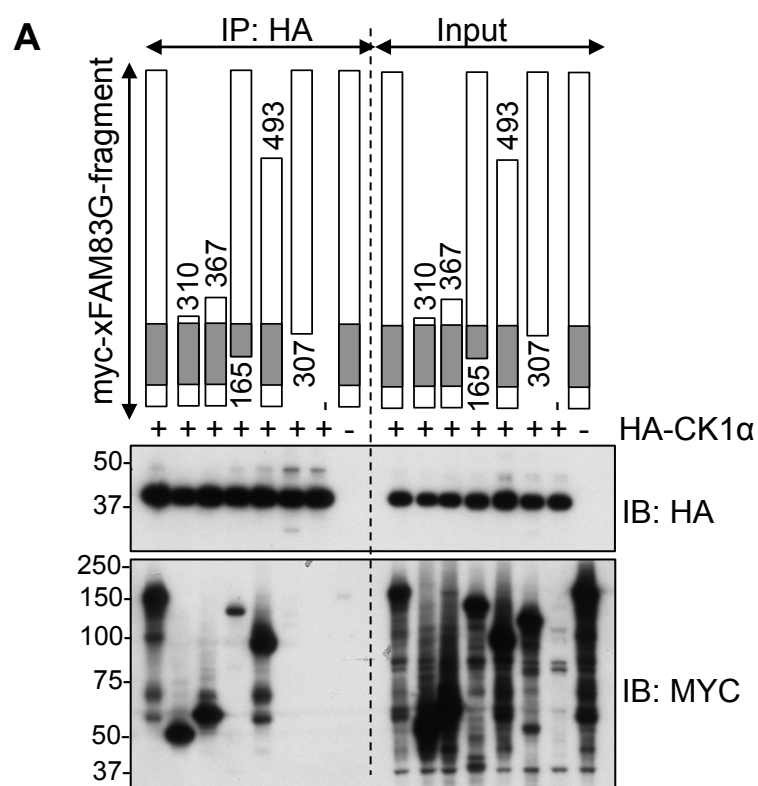 A
IP: HA
Input
myc-xFAM83G-fragment
310
367
165
493
307
-
310
367
165
493
307
-
+ + + + + + + - + + + + + + + - HA-CK1α
50-
37-
IB: HA
250-
150-
100-
75-
50-
37-
IB: MYC